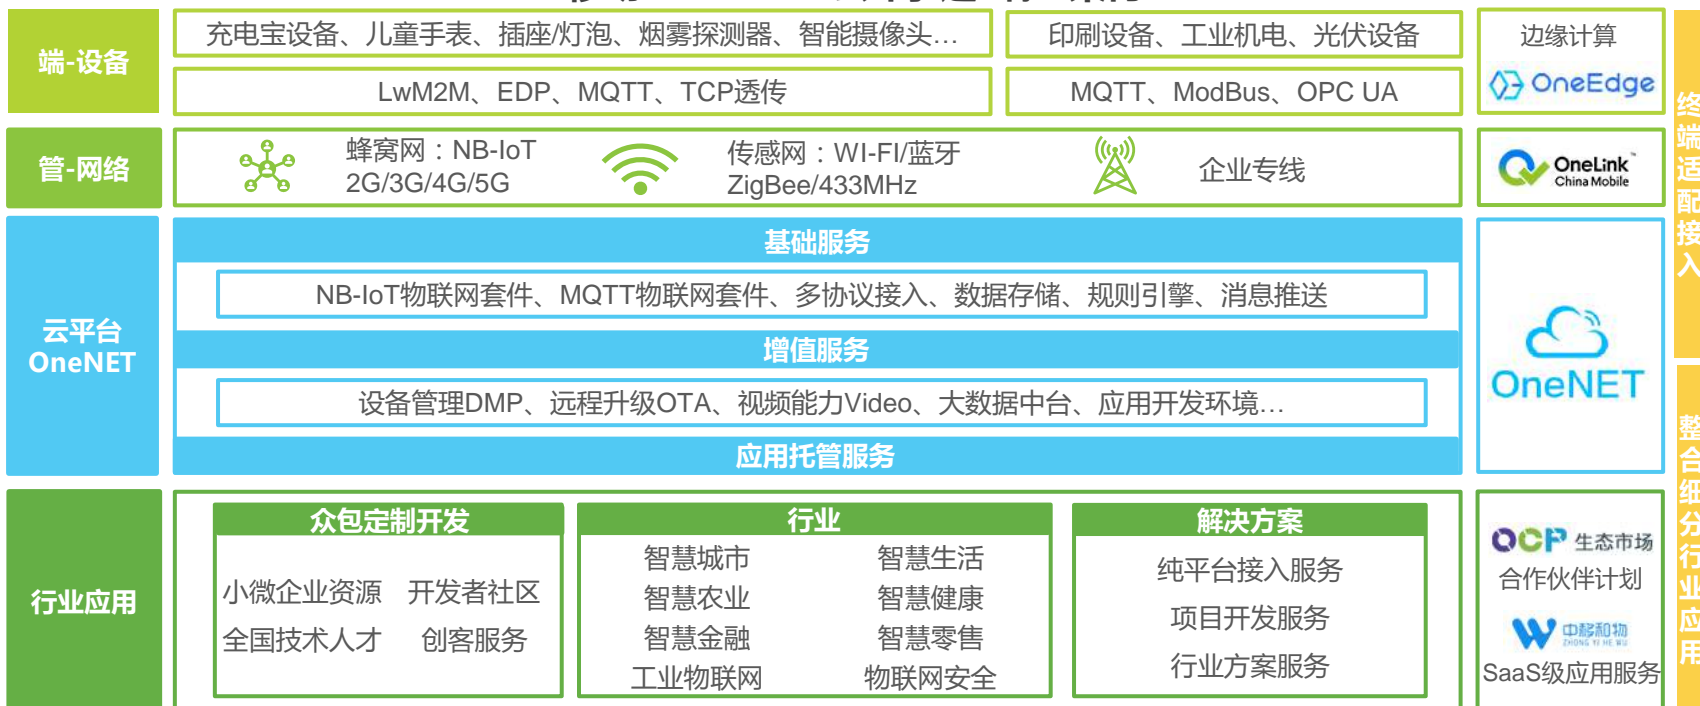 端-设备
充电宝设备、儿童手表、插座/灯泡、烟雾探测器、智能摄像头…
印刷设备、工业机电、光伏设备
LwM2M、EDP、MQTT、TCP透传
MQTT、ModBus、OPC UA
边缘计算
OneEdge
管-网络
蜂窝网：NB-IoT
2G/3G/4G/5G
传感网：WI-FI/蓝牙
ZigBee/433MHz
企业专线
OneLink
China Mobile
终端适配接入
云平台
OneNET
基础服务
NB-IoT物联网套件、MQTT物联网套件、多协议接入、数据存储、规则引擎、消息推送
增值服务
设备管理DMP、远程升级OTA、视频能力Video、大数据中台、应用开发环境…
应用托管服务
OneNET
行业应用
众包定制开发
小微企业资源 开发者社区
全国技术人才 创客服务
行业
智慧城市 智慧生活
智慧农业 智慧健康
智慧金融 智慧零售
工业物联网 物联网安全
解决方案
纯平台接入服务
项目开发服务
行业方案服务
OCP 生态市场
合作伙伴计划
中移和物
ZHONG YI HE WU
SaaS级应用服务
整合细分行业应用